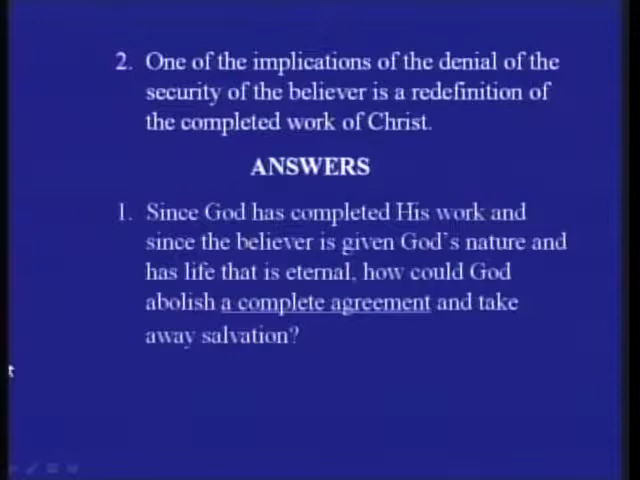 2. One of the implications of the denial of the
security of the believer is a redefinition of
the completed work of Christ.
ANSWERS
1. Since God has completed His work and
since the believer is given God's nature and
has life that is eternal, how could God
abolish a complete agreement and take
away salvation?